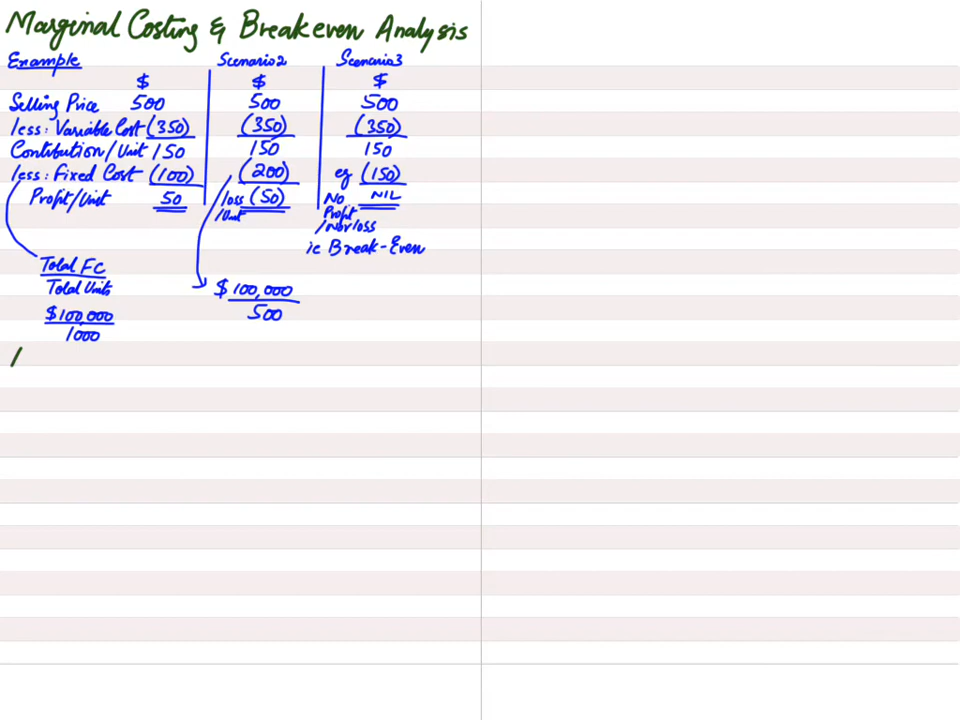 Marginal Costing & Breakeven Analysis
Example Scenario2 Scenario3
$ $ $
Selling Price 500 500 500
less: Variable Cost (350) (350) (350)
Contribution/Unit 150 150 150
less: Fixed Cost (100) (200) eg (150)
Profit/Unit 50 loss (50) No NIL
/Unit Profit
/Nor loss
ie Break-Even
Total FC
Total Units $100,000
$100,000 500
1000